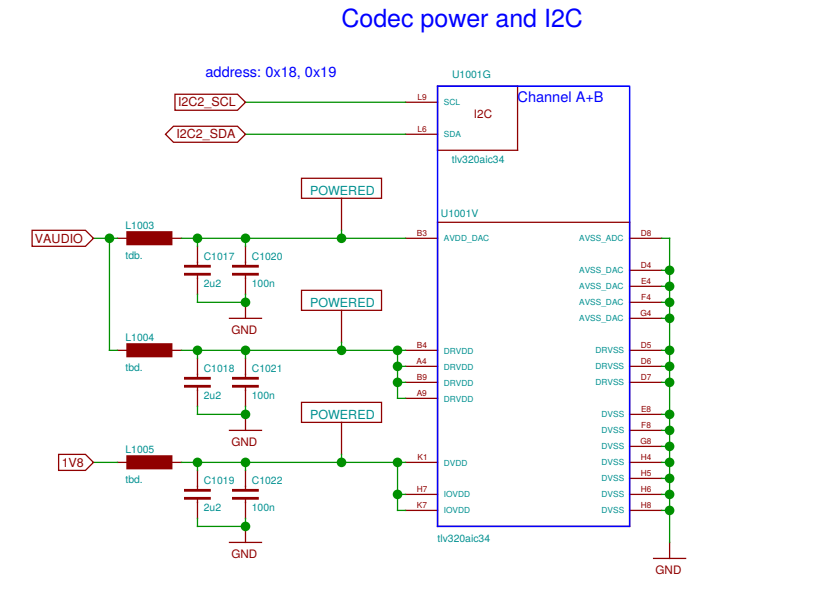 Codec power and I2C
address: 0x18, 0x19
U1001G
I2C2_SCL
L9
SCL
Channel A+B
I2C
I2C2_SDA
L6
SDA
tlv320aic34
POWERED
U1001V
L1003
VAUDIO
B3
AVDD_DAC
AVSS_ADC
D8
tdb.
C1017
C1020
2u2
100n
D4
AVSS_DAC
E4
AVSS_DAC
F4
AVSS_DAC
G4
AVSS_DAC
POWERED
GND
L1004
B4
DRVDD
DRVSS
D5
tbd.
C1018
C1021
A4
DRVDD
DRVSS
D6
B9
DRVDD
DRVSS
D7
2u2
100n
A9
DRVDD
POWERED
DVSS
E8
DVSS
F8
GND
DVSS
G8
L1005
1V8
K1
DVDD
DVSS
H4
tbd.
C1019
C1022
DVSS
H5
H7
IOVDD
DVSS
H6
2u2
100n
K7
IOVDD
DVSS
H8
tlv320aic34
GND
GND